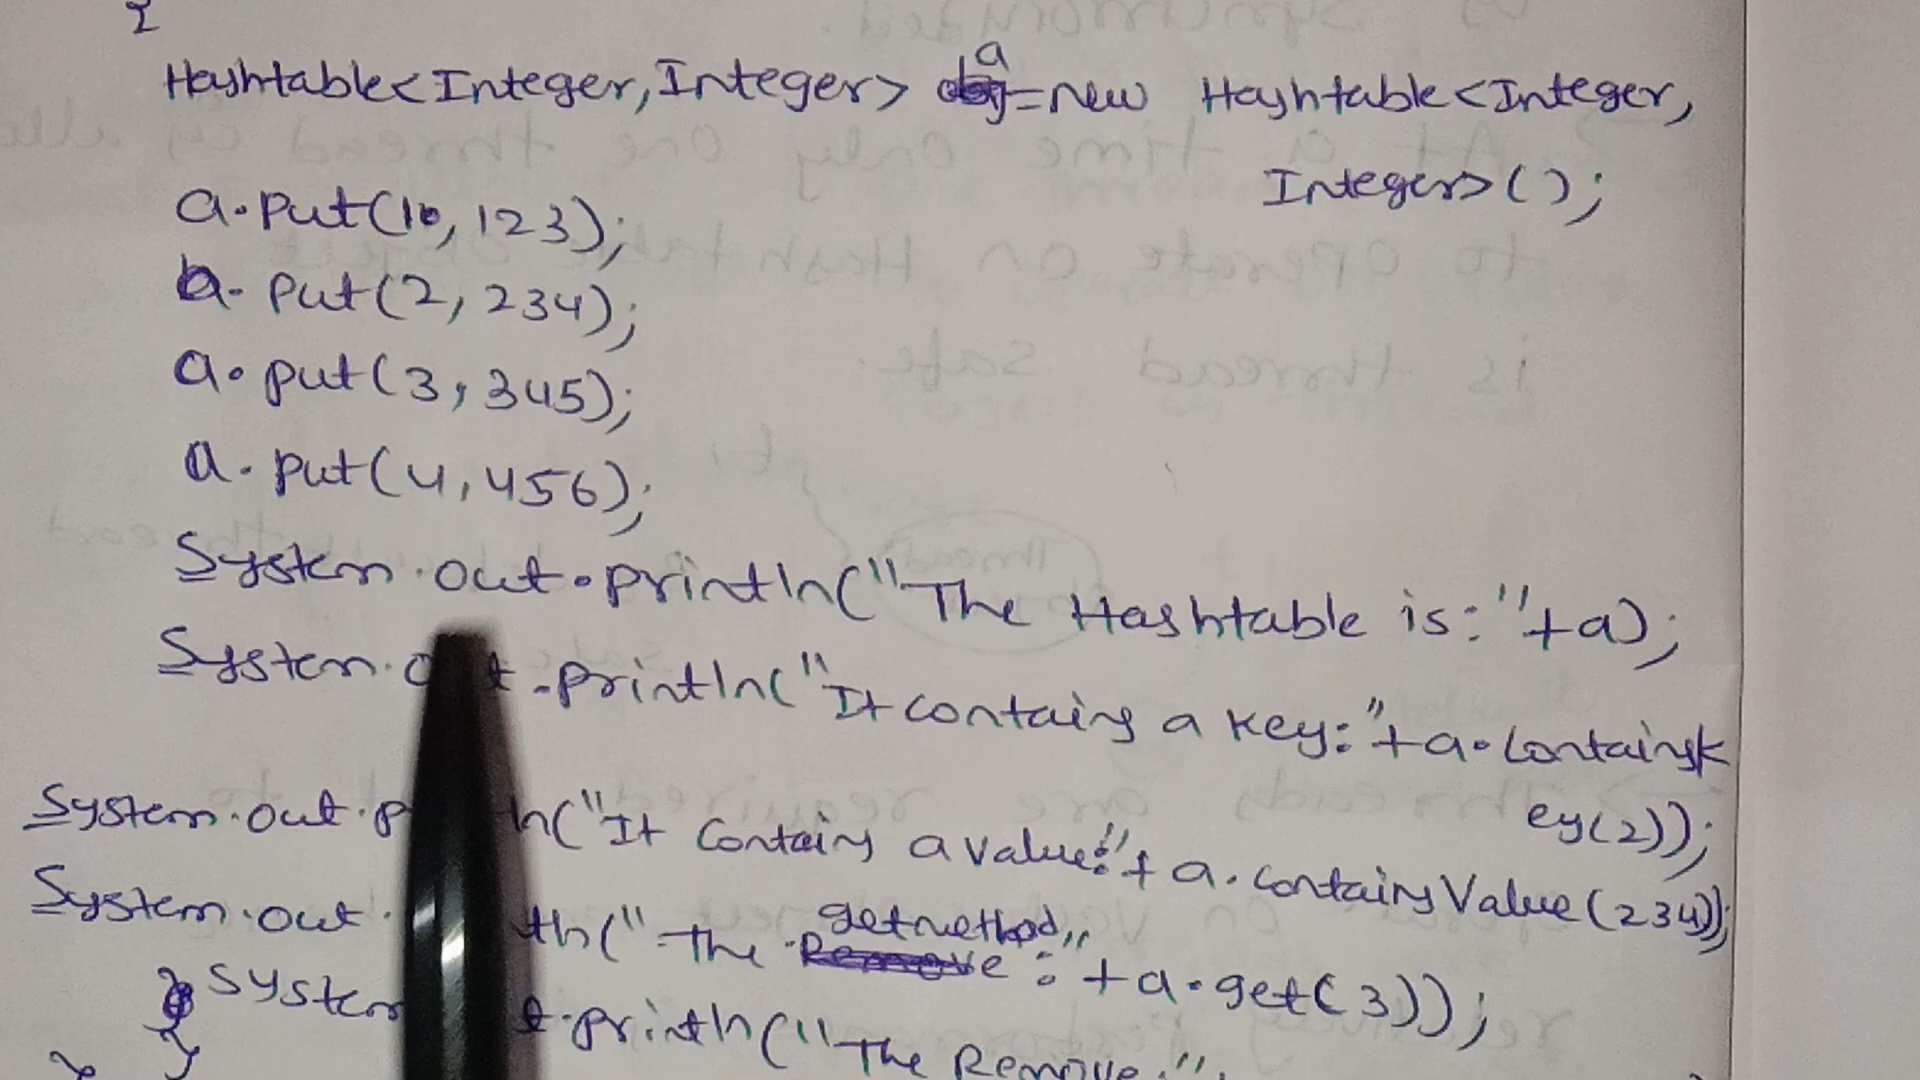 {
Hashtable<Integer,Integer> a=new Hashtable<Integer,
Integer>();
a.put(10,123);
a.put(2,234);
a.put(3,345);
a.put(4,456);
System.out.println("The Hashtable is:"+a);
System.out.println("It contains a key:"+a.containsk
ey(2));
System.out.p ln("It contains a value:"+a.containsValue(234));
System.out. tln("The getmethod:"+a.get(3));
System t.println("The Remove:"
}
}